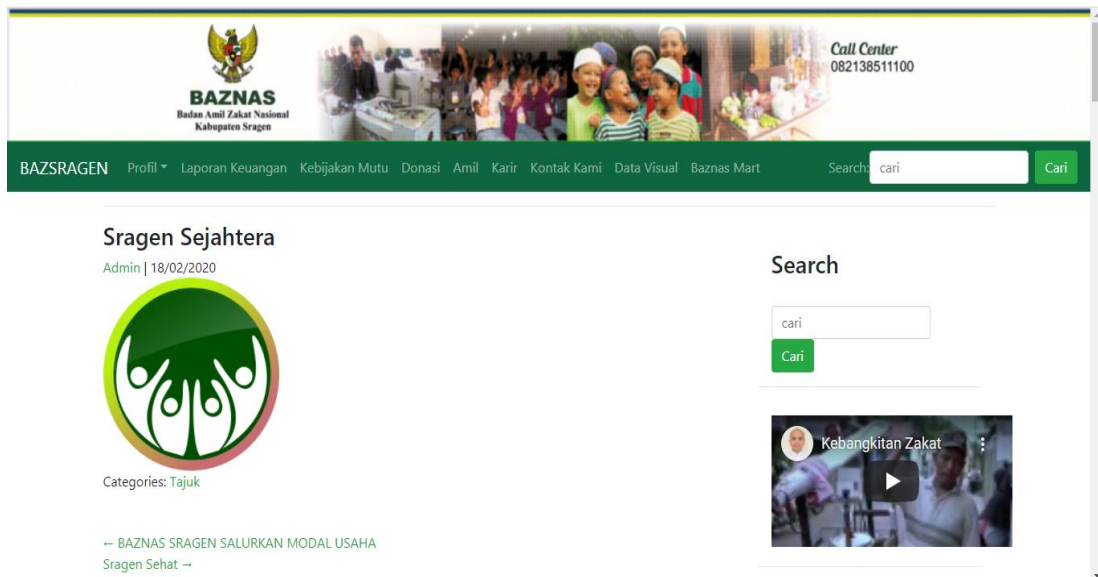 BAZNAS
Badan Amil Zakat Nasional
Kabupaten Sragen
Call Center
082138511100
BAZSRAGEN Profil Laporan Keuangan Kebijakan Mutu Donasi Amil Karir Kontak Kami Data Visual Baznas Mart Search: cari Cari
Sragen Sejahtera
Admin | 18/02/2020
Categories: Tajuk
← BAZNAS SRAGEN SALURKAN MODAL USAHA
Sragen Sehat →
Search
cari
Cari
Kebangkitan Zakat